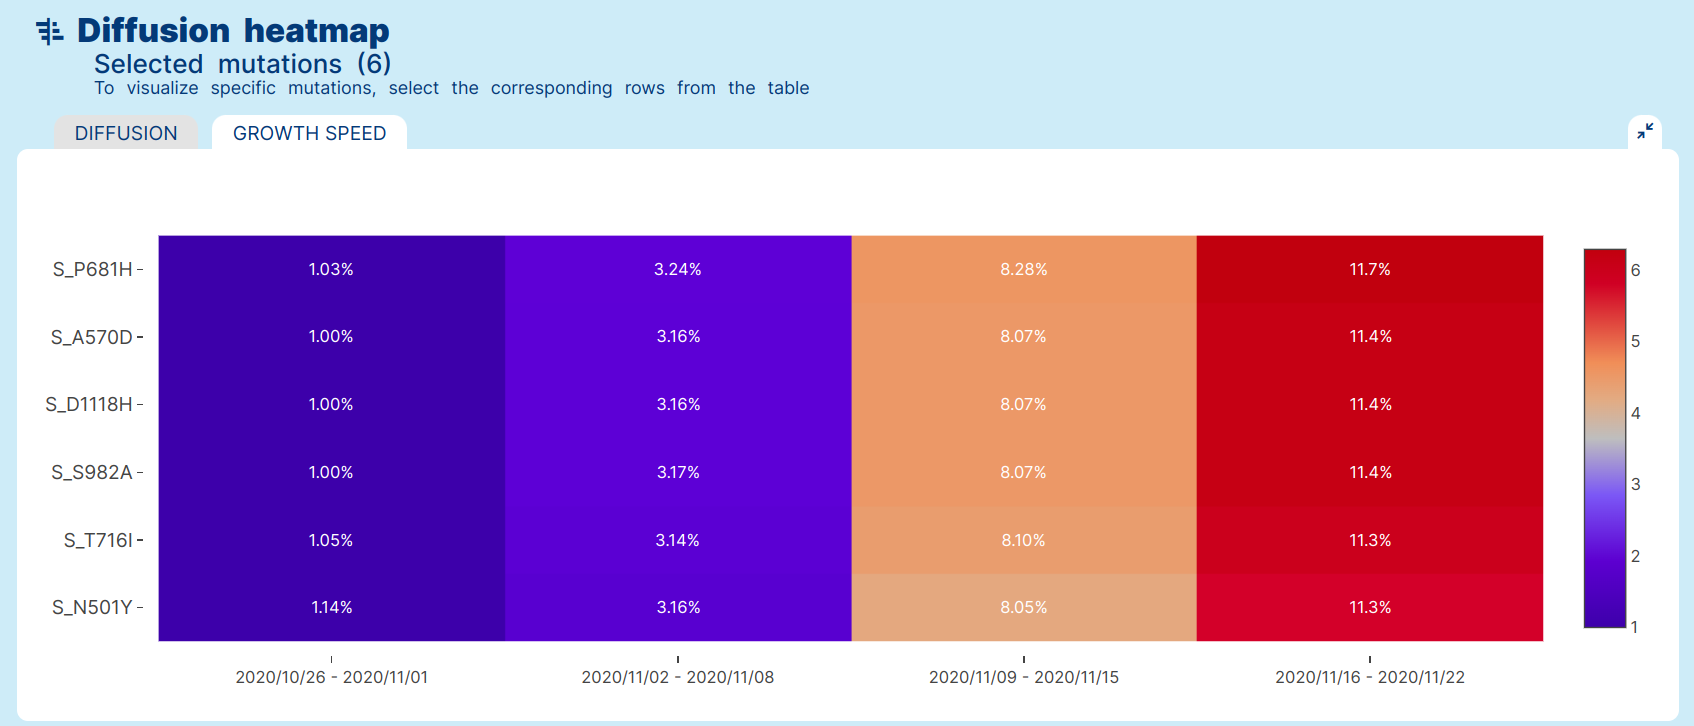 Diffusion heatmap
Selected mutations (6)
To visualize specific mutations, select the corresponding rows from the table
DIFFUSION GROWTH SPEED
S_P681H 1.03% 3.24% 8.28% 11.7%
S_A570D 1.00% 3.16% 8.07% 11.4%
S_D1118H 1.00% 3.16% 8.07% 11.4%
S_S982A 1.00% 3.17% 8.07% 11.4%
S_T716I 1.05% 3.14% 8.10% 11.3%
S_N501Y 1.14% 3.16% 8.05% 11.3%
2020/10/26 - 2020/11/01 2020/11/02 - 2020/11/08 2020/11/09 - 2020/11/15 2020/11/16 - 2020/11/22
6
5
4
3
2
1